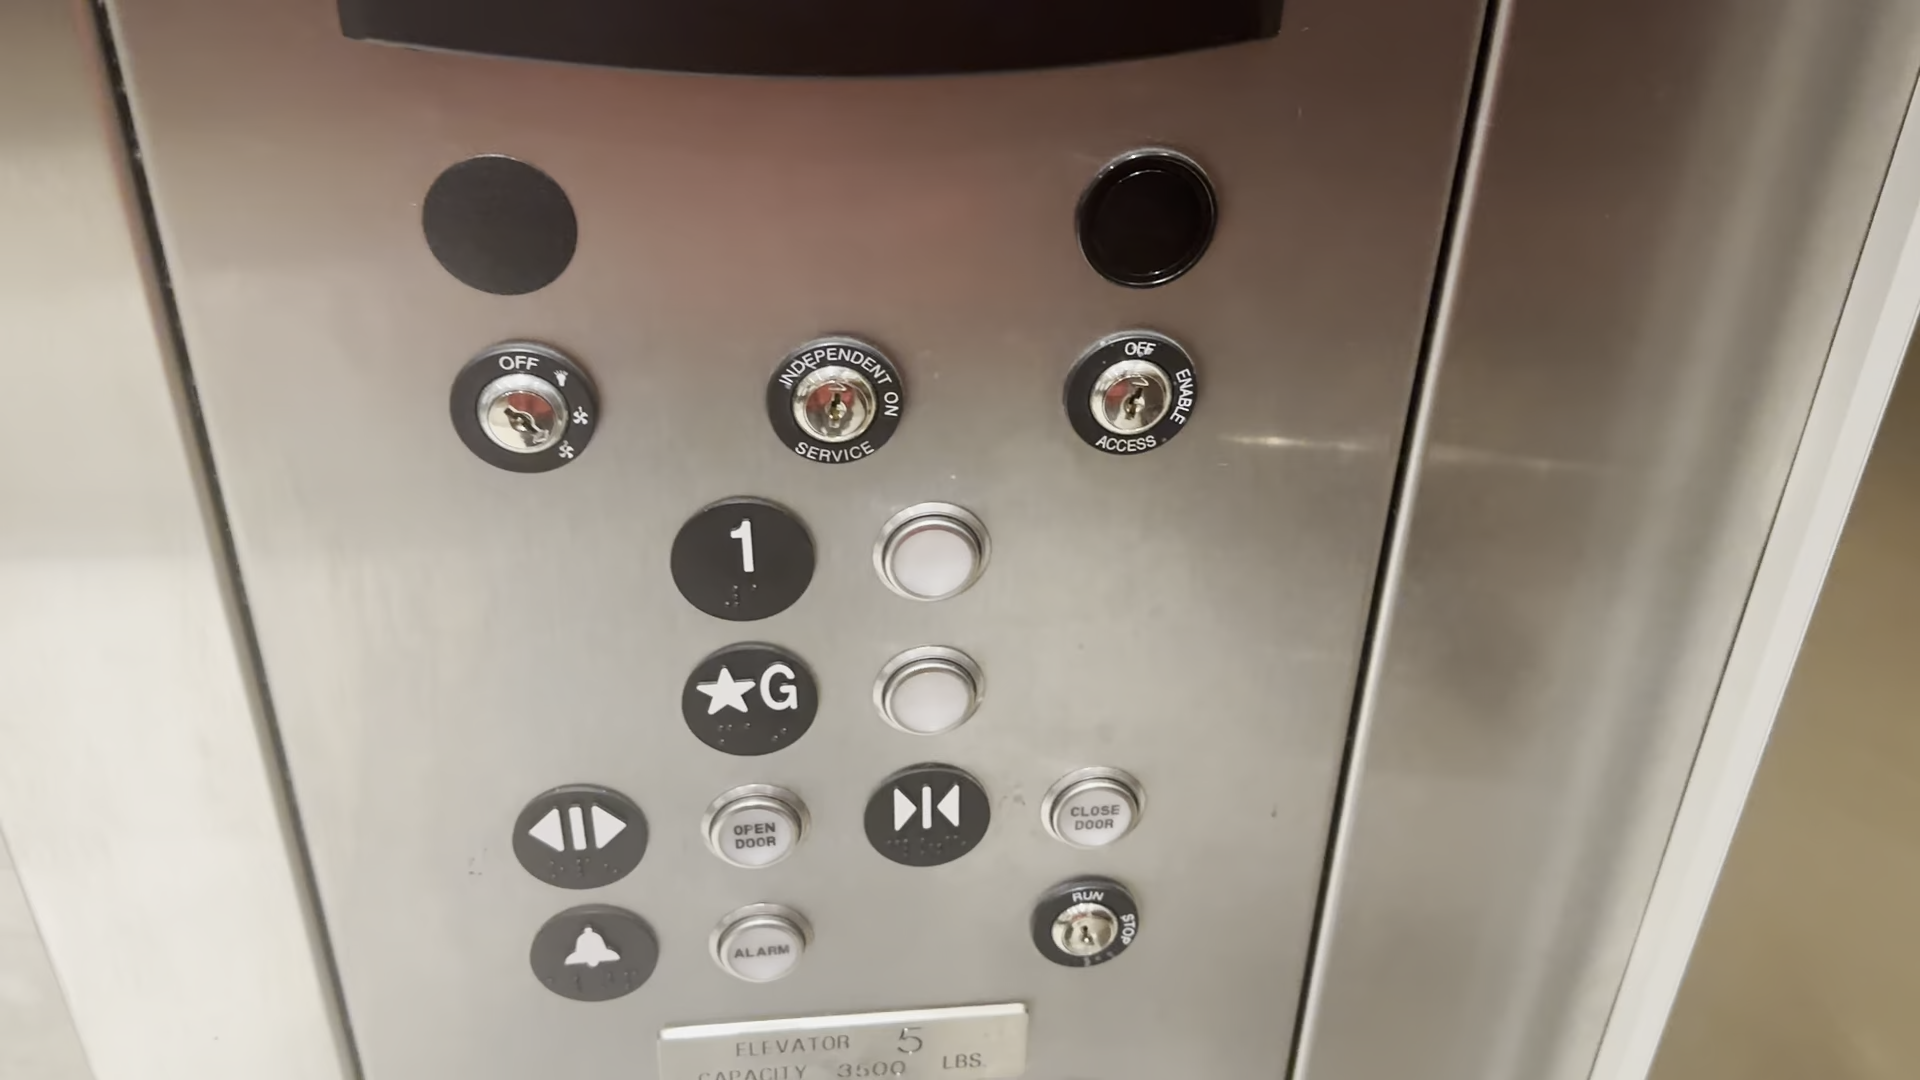 OFF
INDEPENDENT ON
SERVICE
OFF
ENABLE
ACCESS
1
★G
OPEN
DOOR
CLOSE
DOOR
ALARM
RUN
STOP
ELEVATOR 5
CAPACITY 3500 LBS.